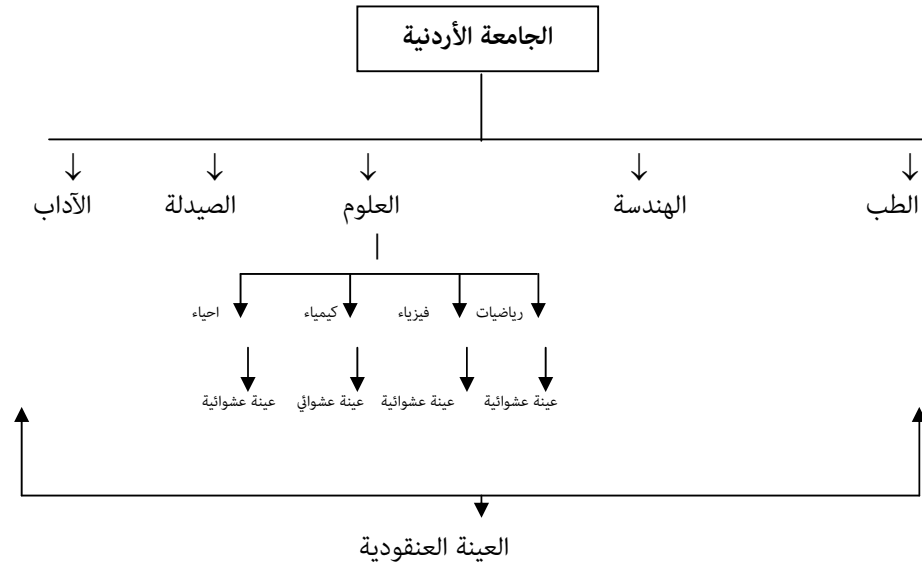 الجامعة الأردنية
الطب الهندسة العلوم الصيدلة الآداب
رياضيات فيزياء كيمياء احياء
عينة عشوائية عينة عشوائية عينة عشوائي عينة عشوائية
العينة العنقودية